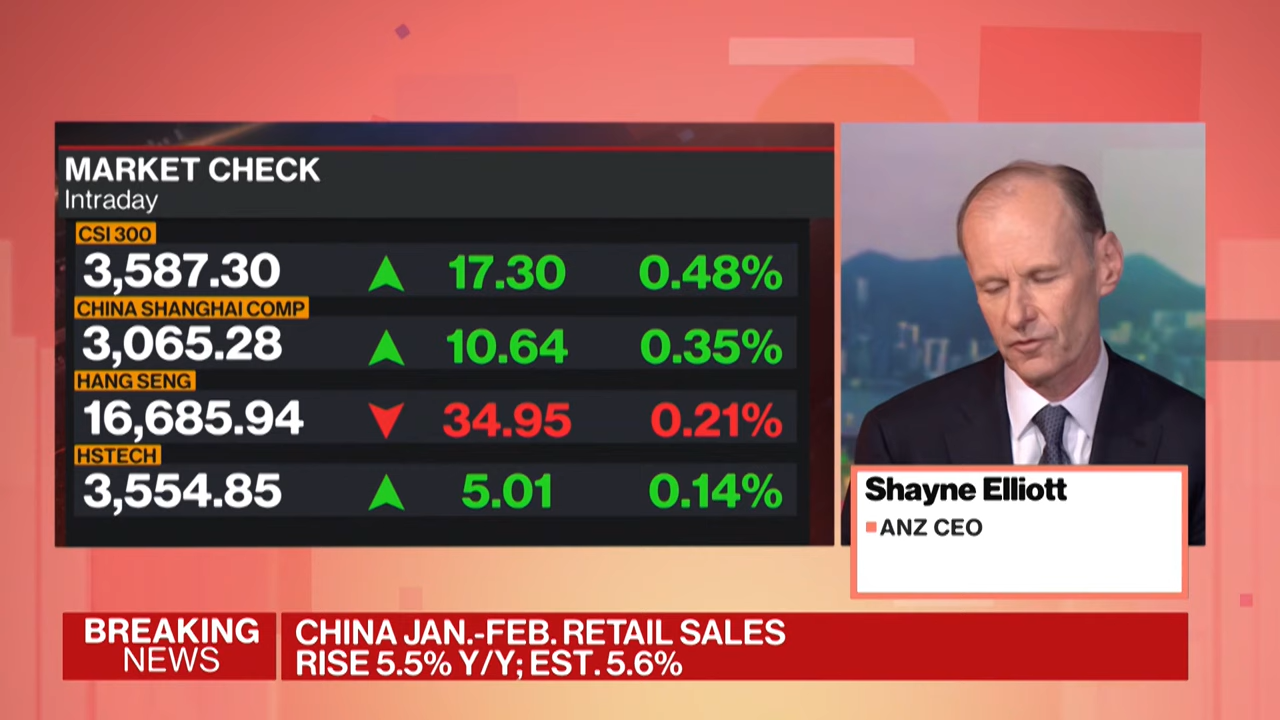 MARKET CHECK
Intraday
CSI 300
3,587.30 ▲ 17.30 0.48%
CHINA SHANGHAI COMP
3,065.28 ▲ 10.64 0.35%
HANG SENG
16,685.94 ▼ 34.95 0.21%
HSTECH
3,554.85 ▲ 5.01 0.14%
Shayne Elliott
ANZ CEO
BREAKING
NEWS
CHINA JAN.-FEB. RETAIL SALES
RISE 5.5% Y/Y; EST. 5.6%